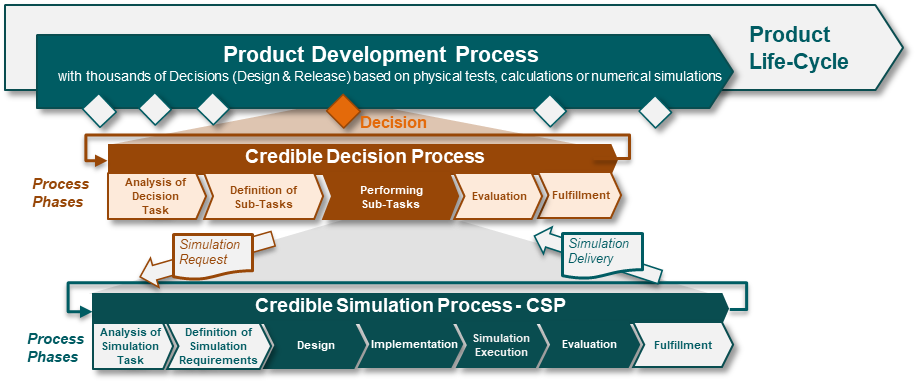 Product
Life-Cycle
Product Development Process
with thousands of Decisions (Design & Release) based on physical tests, calculations or numerical simulations
Decision
Credible Decision Process
Process
Phases
Analysis of
Decision
Task
Definition of
Sub-Tasks
Performing
Sub-Tasks
Evaluation
Fulfillment
Simulation
Request
Simulation
Delivery
Credible Simulation Process - CSP
Process
Phases
Analysis of
Simulation
Task
Definition of
Simulation
Requirements
Design
Implementation
Simulation
Execution
Evaluation
Fulfillment